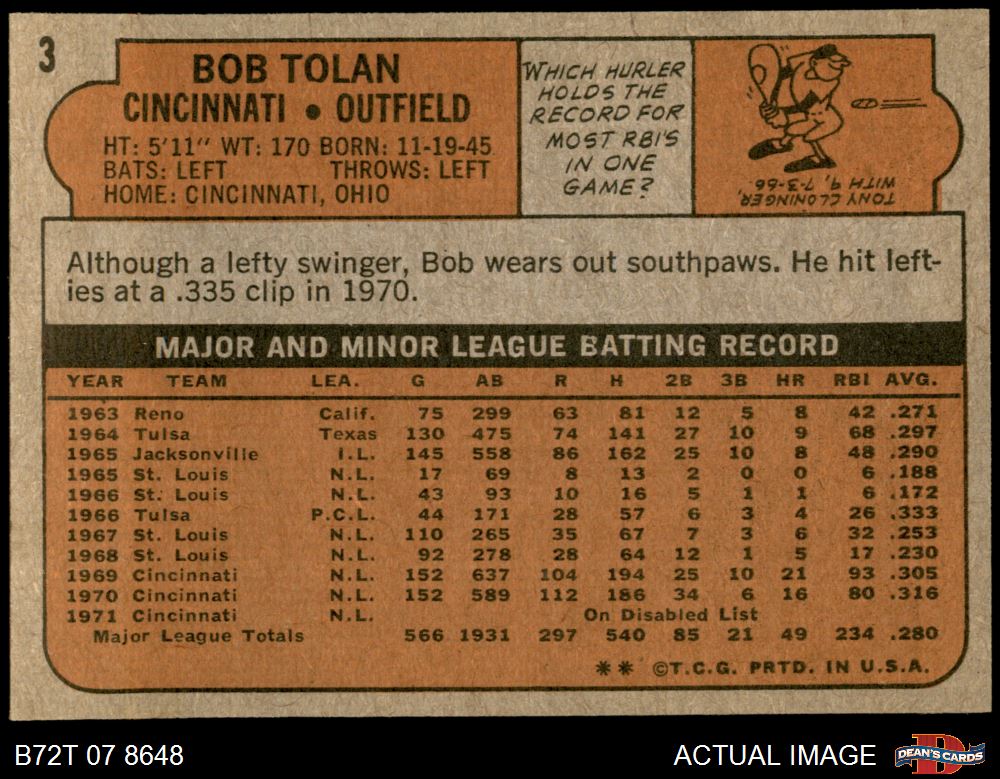 3
BOB TOLAN
CINCINNATI • OUTFIELD
HT: 5'11" WT: 170 BORN: 11-19-45
BATS: LEFT THROWS: LEFT
HOME: CINCINNATI, OHIO
WHICH HURLER
HOLDS THE
RECORD FOR
MOST RBI'S
IN ONE
GAME?
TONY CLONINGER,
WITH 9, 7-3-66.
Although a lefty swinger, Bob wears out southpaws. He hit left-
ies at a .335 clip in 1970.
MAJOR AND MINOR LEAGUE BATTING RECORD
YEAR TEAM LEA. G AB R H 2B 3B HR RBI AVG.
1963 Reno Calif. 75 299 63 81 12 5 8 42 .271
1964 Tulsa Texas 130 475 74 141 27 10 9 68 .297
1965 Jacksonville I.L. 145 558 86 162 25 10 8 48 .290
1965 St. Louis N.L. 17 69 8 13 2 0 0 6 .188
1966 St. Louis N.L. 43 93 10 16 5 1 1 6 .172
1966 Tulsa P.C.L. 44 171 28 57 6 3 4 26 .333
1967 St. Louis N.L. 110 265 35 67 7 3 6 32 .253
1968 St. Louis N.L. 92 278 28 64 12 1 5 17 .230
1969 Cincinnati N.L. 152 637 104 194 25 10 21 93 .305
1970 Cincinnati N.L. 152 589 112 186 34 6 16 80 .316
1971 Cincinnati N.L. On Disabled List
Major League Totals 566 1931 297 540 85 21 49 234 .280
** ©T.C.G. PRTD. IN U.S.A.
B72T 07 8648
ACTUAL IMAGE
DEAN'S CARDS